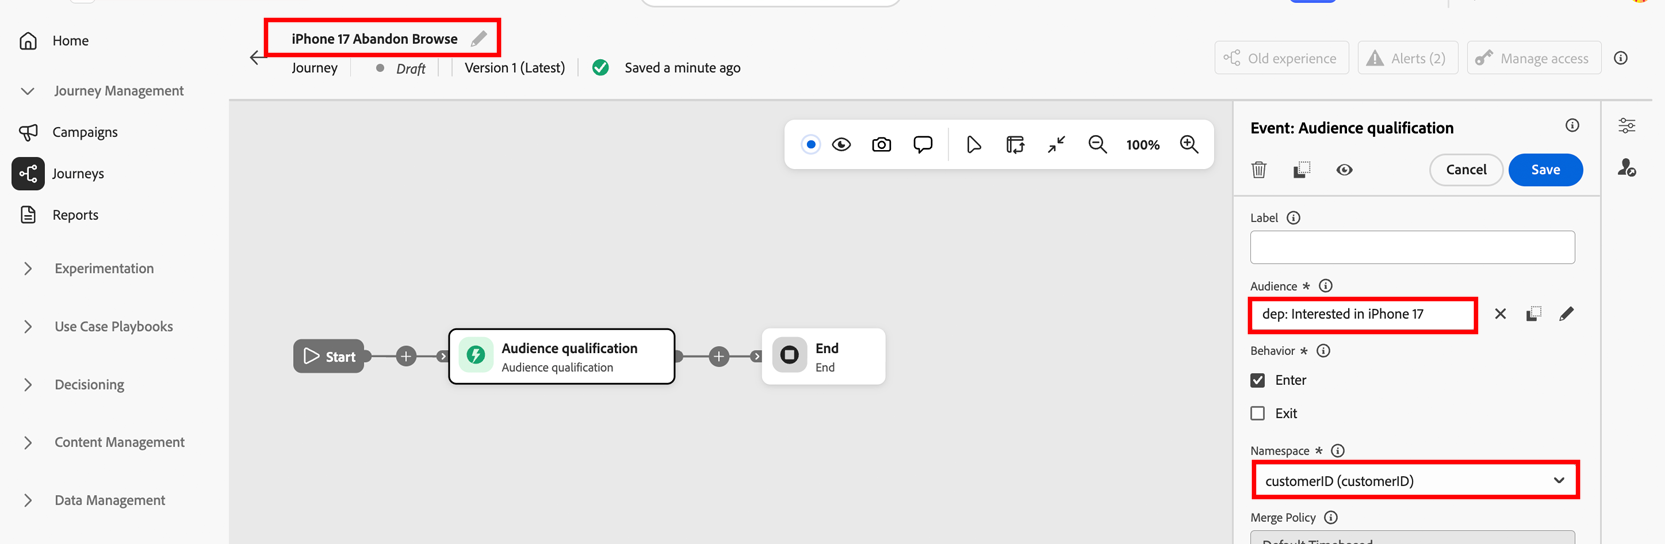 Home
Journey Management
Campaigns
Journeys
Reports
Experimentation
Use Case Playbooks
Decisioning
Content Management
Data Management
iPhone 17 Abandon Browse
Journey Draft Version 1 (Latest) Saved a minute ago
Old experience Alerts (2) Manage access
100%
Start
Audience qualification
Audience qualification
End
End
Event: Audience qualification
Cancel Save
Label
Audience *
dep: Interested in iPhone 17
Behavior *
Enter
Exit
Namespace *
customerID (customerID)
Merge Policy
Default Timebased